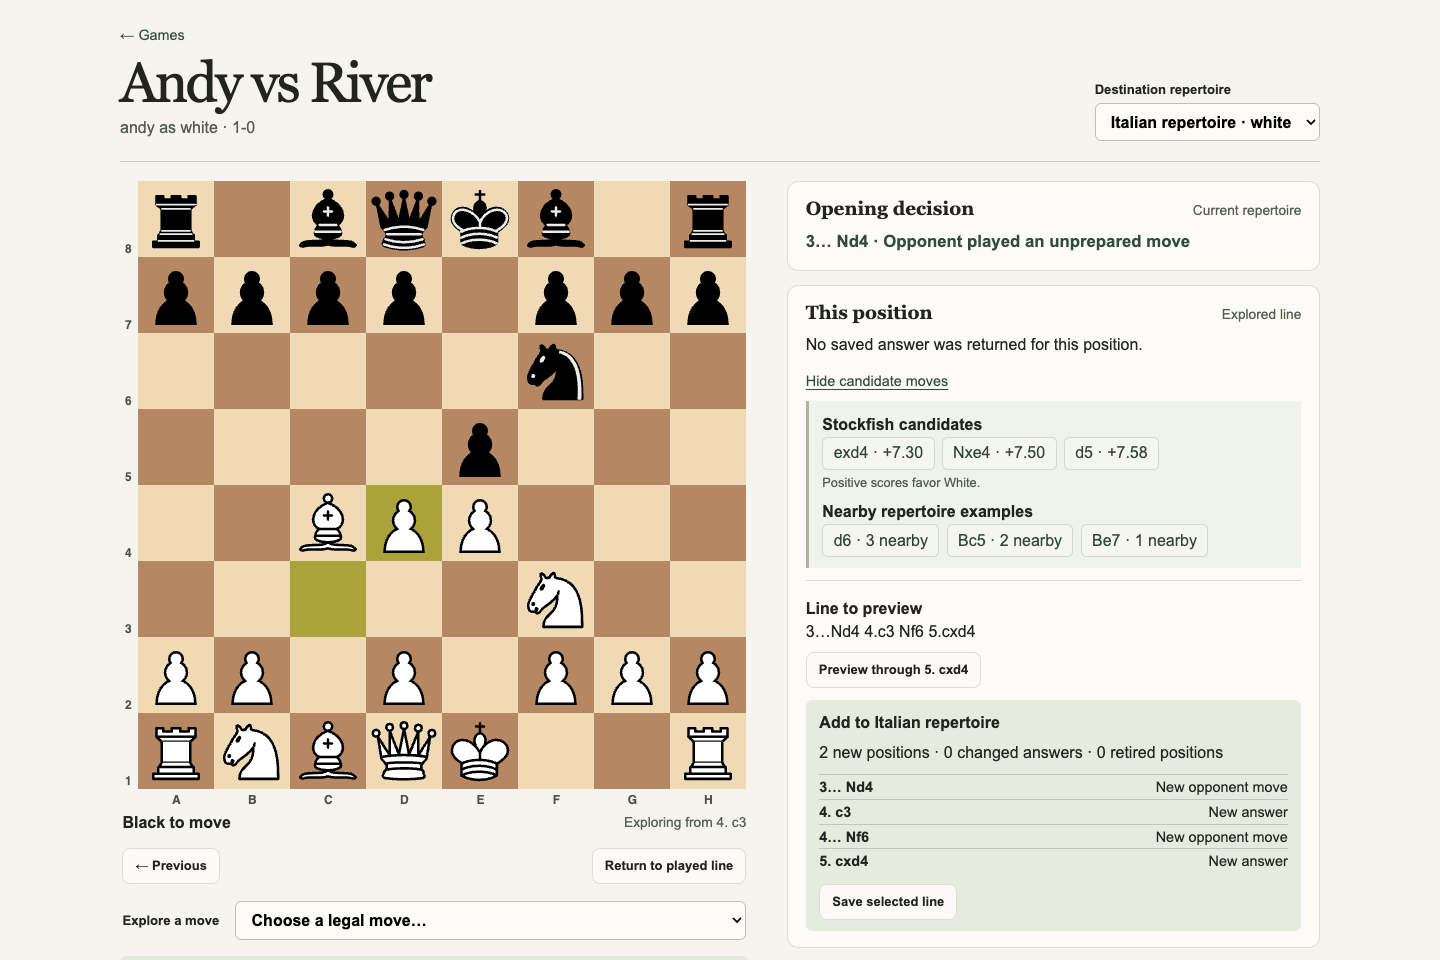 ← Games
Andy vs River
andy as white · 1-0
Destination repertoire
Italian repertoire · white
8
7
6
5
4
3
2
1
A B C D E F G H
Black to move
Exploring from 4. c3
← Previous
Return to played line
Explore a move
Choose a legal move…
Opening decision
Current repertoire
3… Nd4 · Opponent played an unprepared move
This position
Explored line
No saved answer was returned for this position.
Hide candidate moves
Stockfish candidates
exd4 · +7.30
Nxe4 · +7.50
d5 · +7.58
Positive scores favor White.
Nearby repertoire examples
d6 · 3 nearby
Bc5 · 2 nearby
Be7 · 1 nearby
Line to preview
3…Nd4 4.c3 Nf6 5.cxd4
Preview through 5. cxd4
Add to Italian repertoire
2 new positions · 0 changed answers · 0 retired positions
3… Nd4 New opponent move
4. c3 New answer
4… Nf6 New opponent move
5. cxd4 New answer
Save selected line